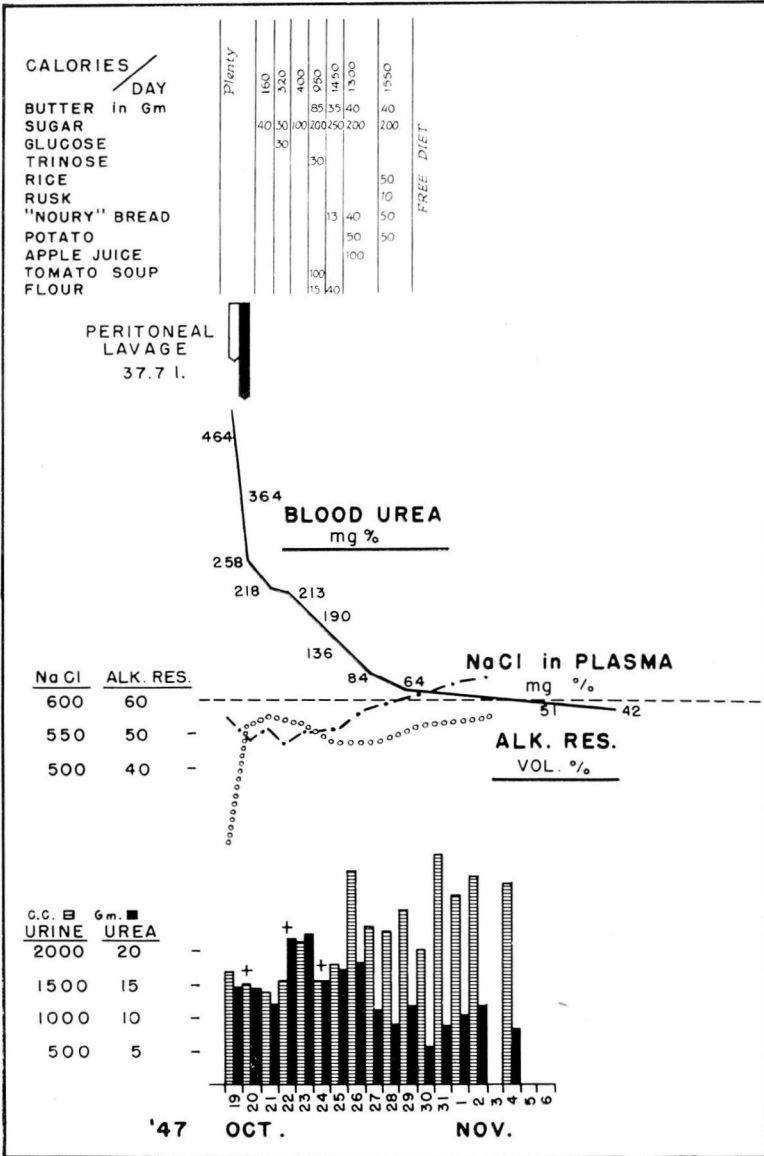 CALORIES / DAY Plenty 160 320 400 950 1450 1300 1550
BUTTER in Gm 85 35 40 40
SUGAR 40 30 100 200 250 200 200
GLUCOSE 30
TRINOSE 30
RICE 50
RUSK 10
"NOURY" BREAD 13 40 50
POTATO 50 50
APPLE JUICE 100
TOMATO SOUP 100
FLOUR 15 40
FREE DIET
PERITONEAL
LAVAGE
37.7 l.
464
364
BLOOD UREA
mg %
258
218
213
190
136
84
64
NaCl in PLASMA
mg %
51
42
NaCl ALK. RES.
600 60
550 50 -
500 40 -
ALK. RES.
VOL. %
C.C. Gm.
URINE UREA
2000 20 -
1500 15 -
1000 10 -
500 5 -
+ + +
19 20 21 22 23 24 25 26 27 28 29 30 31 1 2 3 4 5 6
'47 OCT. NOV.